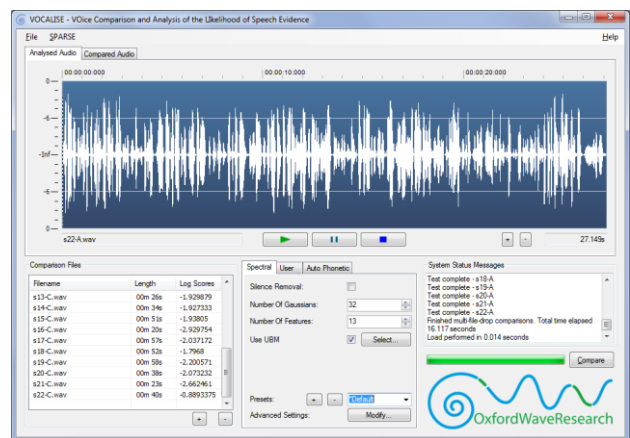 VOCALISE - VOice Comparison and Analysis of the LIkelihood of Speech Evidence
File SPARSE Help
Analysed Audio Compared Audio
00:00:00:000 00:00:10:000 00:00:20:000
0
-6
-Inf
-6
0
s22-A.wav + - 27.149s
Comparison Files
Filename Length Log Scores
s13-C.wav 00m 26s -1.929879
s14-C.wav 00m 34s -1.927333
s15-C.wav 00m 51s -1.93805
s16-C.wav 00m 20s -2.929754
s17-C.wav 00m 57s -2.037172
s18-C.wav 00m 52s -1.7968
s19-C.wav 00m 58s -2.200571
s20-C.wav 00m 38s -2.073232
s21-C.wav 00m 23s -2.662461
s22-C.wav 00m 40s -0.8893375
+ -
Spectral User Auto Phonetic
Silence Removal:
Number Of Gaussians: 32
Number Of Features: 13
Use UBM Select...
Presets: + - *Default
Advanced Settings: Modify...
System Status Messages
Test complete - s18-A
Test complete - s19-A
Test complete - s20-A
Test complete - s21-A
Test complete - s22-A
Finished multi-file-drop comparisons. Total time elapsed
16.117 seconds
Load performed in 0.014 seconds
Compare
OxfordWaveResearch